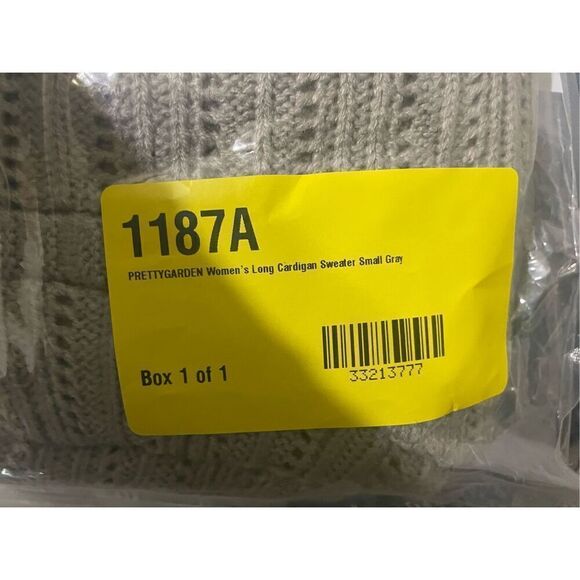 1187A
PRETTYGARDEN Women's Long Cardigan Sweater Small Gray
Box 1 of 1
33213777